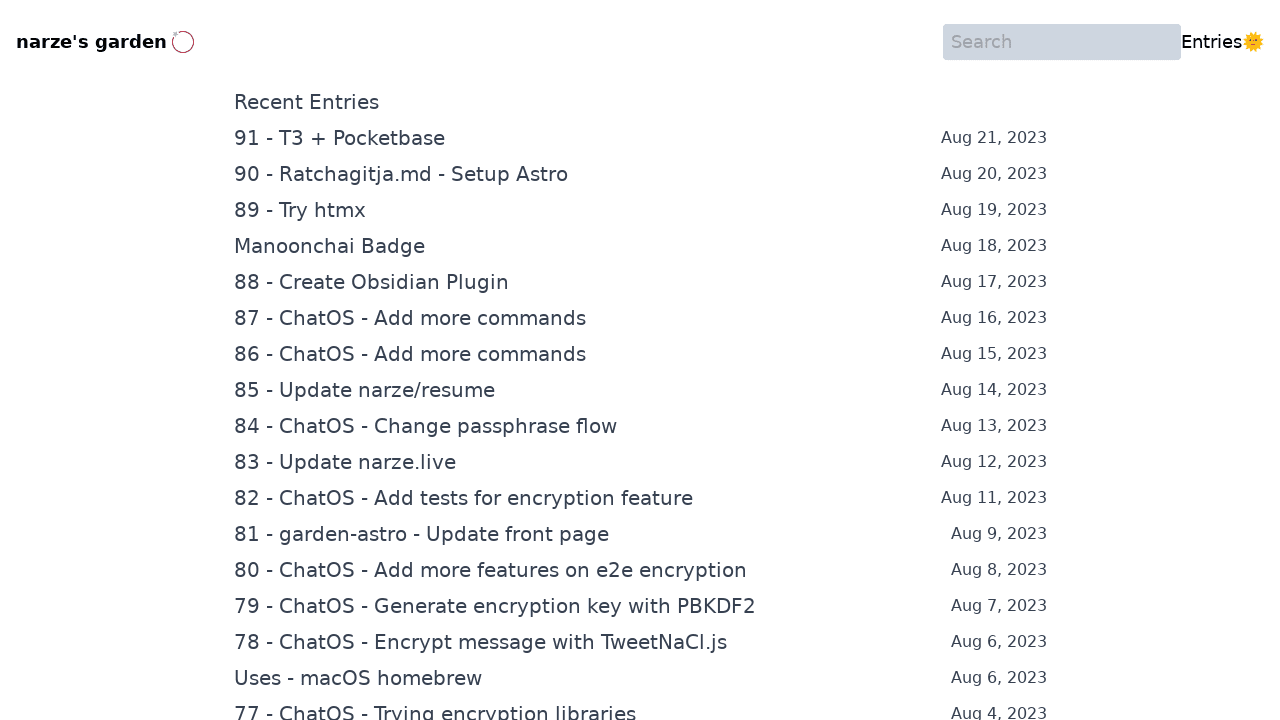 narze's garden
Search
Entries🌞
Recent Entries
91 - T3 + Pocketbase Aug 21, 2023
90 - Ratchagitja.md - Setup Astro Aug 20, 2023
89 - Try htmx Aug 19, 2023
Manoonchai Badge Aug 18, 2023
88 - Create Obsidian Plugin Aug 17, 2023
87 - ChatOS - Add more commands Aug 16, 2023
86 - ChatOS - Add more commands Aug 15, 2023
85 - Update narze/resume Aug 14, 2023
84 - ChatOS - Change passphrase flow Aug 13, 2023
83 - Update narze.live Aug 12, 2023
82 - ChatOS - Add tests for encryption feature Aug 11, 2023
81 - garden-astro - Update front page Aug 9, 2023
80 - ChatOS - Add more features on e2e encryption Aug 8, 2023
79 - ChatOS - Generate encryption key with PBKDF2 Aug 7, 2023
78 - ChatOS - Encrypt message with TweetNaCl.js Aug 6, 2023
Uses - macOS homebrew Aug 6, 2023
77 - ChatOS - Trying encryption libraries Aug 4, 2023